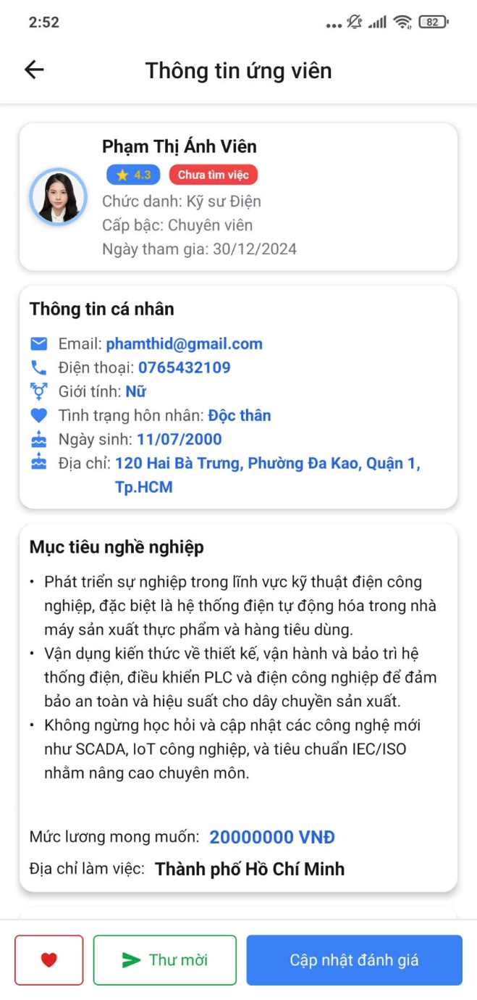 2:52
82
Thông tin ứng viên
Phạm Thị Ánh Viên
4.3 Chưa tìm việc
Chức danh: Kỹ sư Điện
Cấp bậc: Chuyên viên
Ngày tham gia: 30/12/2024
Thông tin cá nhân
Email: phamthid@gmail.com
Điện thoại: 0765432109
Giới tính: Nữ
Tình trạng hôn nhân: Độc thân
Ngày sinh: 11/07/2000
Địa chỉ: 120 Hai Bà Trưng, Phường Đa Kao, Quận 1,
Tp.HCM
Mục tiêu nghề nghiệp
• Phát triển sự nghiệp trong lĩnh vực kỹ thuật điện công
nghiệp, đặc biệt là hệ thống điện tự động hóa trong nhà
máy sản xuất thực phẩm và hàng tiêu dùng.
• Vận dụng kiến thức về thiết kế, vận hành và bảo trì hệ
thống điện, điều khiển PLC và điện công nghiệp để đảm
bảo an toàn và hiệu suất cho dây chuyền sản xuất.
• Không ngừng học hỏi và cập nhật các công nghệ mới
như SCADA, IoT công nghiệp, và tiêu chuẩn IEC/ISO
nhằm nâng cao chuyên môn.
Mức lương mong muốn: 20000000 VNĐ
Địa chỉ làm việc: Thành phố Hồ Chí Minh
Thư mời
Cập nhật đánh giá